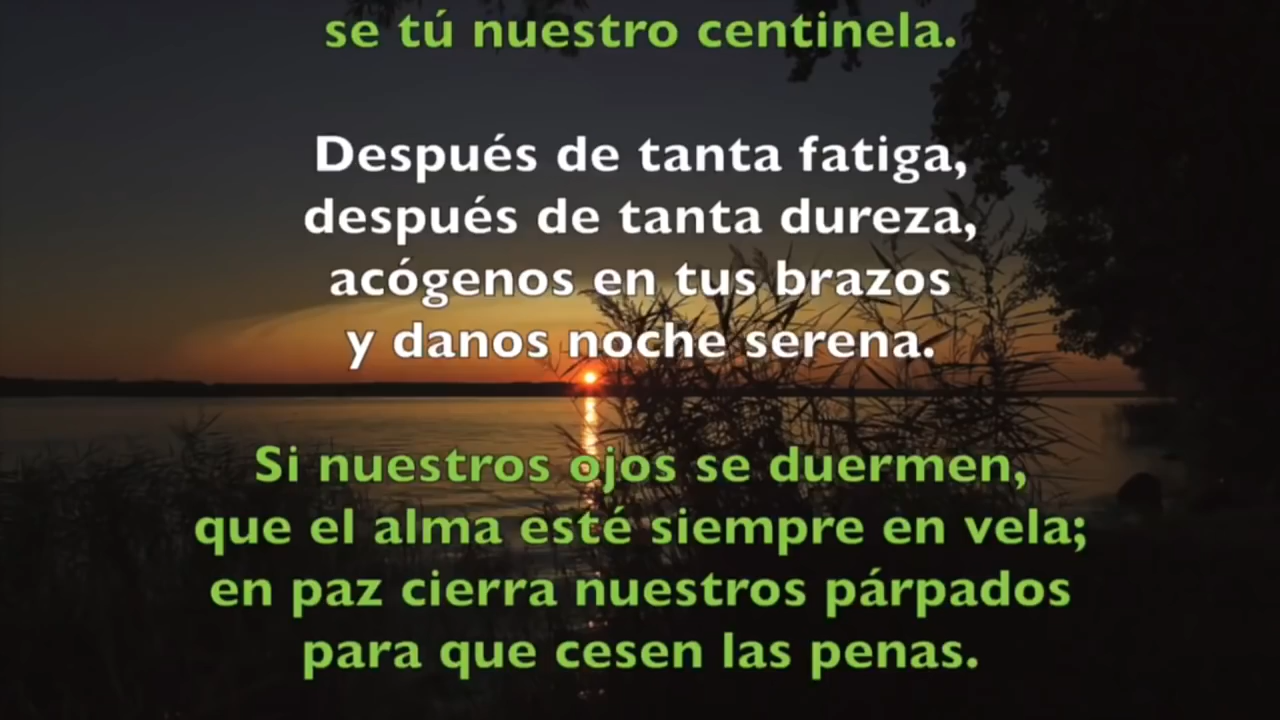 se tú nuestro centinela.
Después de tanta fatiga,
después de tanta dureza,
acógenos en tus brazos
y danos noche serena.
Si nuestros ojos se duermen,
que el alma esté siempre en vela;
en paz cierra nuestros párpados
para que cesen las penas.